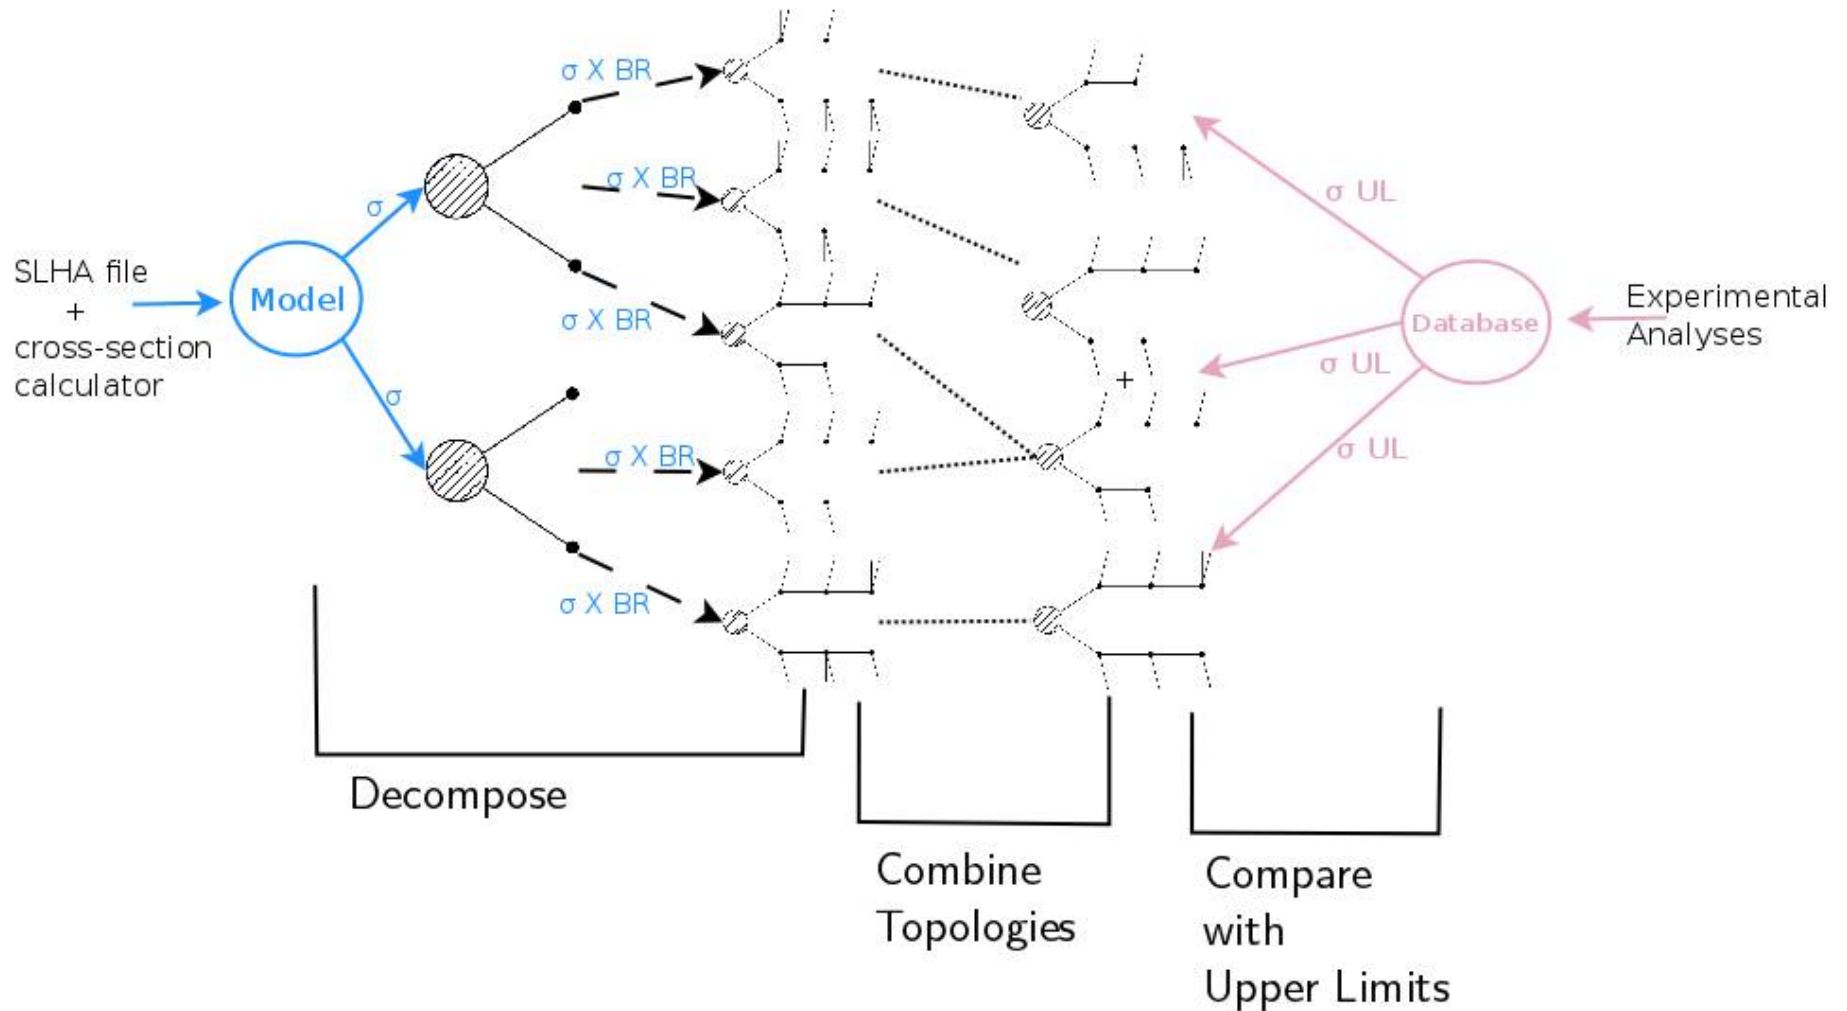 SLHA file
+
cross-section
calculator
Model
σ
σ
σ X BR
σ X BR
σ X BR
σ X BR
σ X BR
+
σ UL
σ UL
σ UL
Database
Experimental
Analyses
Decompose
Combine
Topologies
Compare
with
Upper Limits